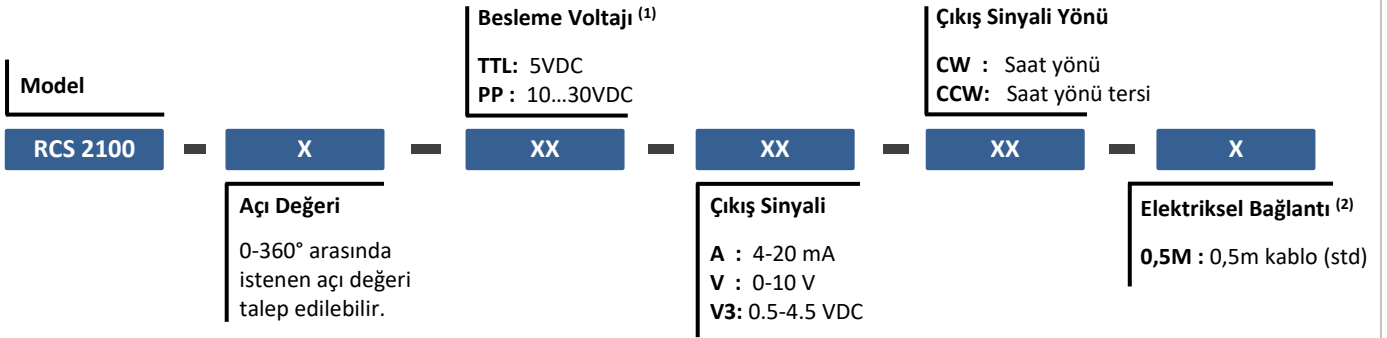 Besleme Voltajı (1)
TTL: 5VDC
PP : 10...30VDC
Çıkış Sinyali Yönü
CW : Saat yönü
CCW: Saat yönü tersi
Model
RCS 2100 - X - XX - XX - XX - X
Açı Değeri
0-360° arasında
istenen açı değeri
talep edilebilir.
Çıkış Sinyali
A : 4-20 mA
V : 0-10 V
V3: 0.5-4.5 VDC
Elektriksel Bağlantı (2)
0,5M : 0,5m kablo (std)